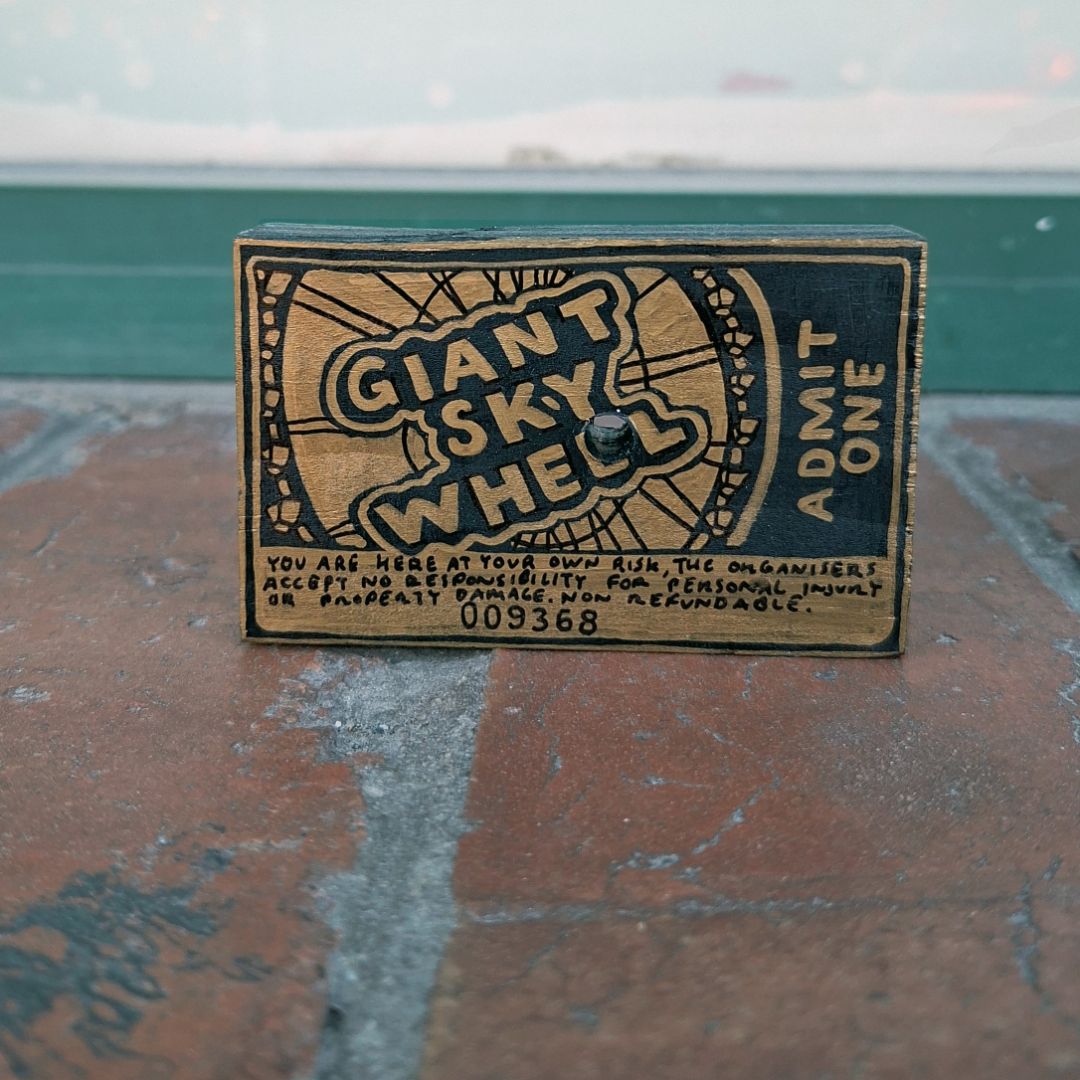 GIANT
SKY
WHEEL
ADMIT
ONE
YOU ARE HERE AT YOUR OWN RISK, THE ORGANISERS
ACCEPT NO RESPONSIBILITY FOR PERSONAL INJURY
OR PROPERTY DAMAGE. NON REFUNDABLE.
009368